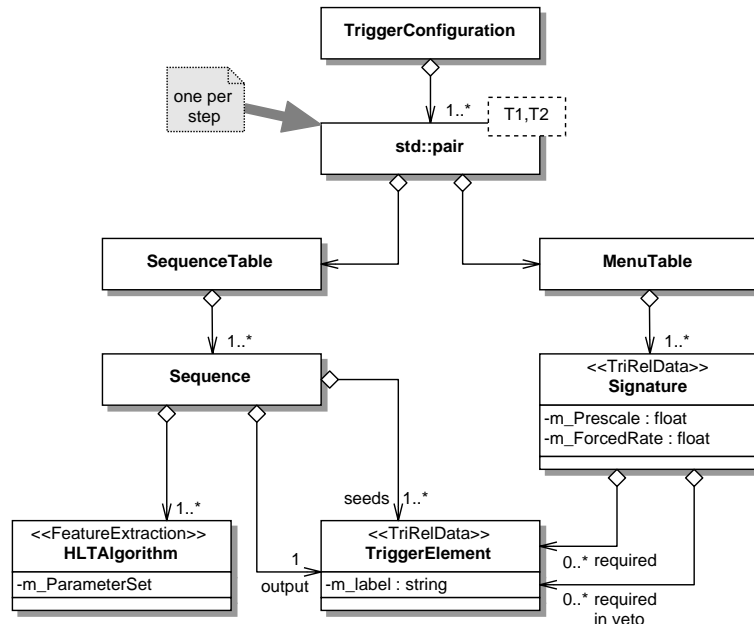 TriggerConfiguration
one per
step
1..*
T1,T2
std::pair
SequenceTable
MenuTable
1..*
1..*
Sequence
<<TriRelData>>
Signature
-m_Prescale : float
-m_ForcedRate : float
1..*
seeds 1..*
<<FeatureExtraction>>
HLTAlgorithm
-m_ParameterSet
1
output
<<TriRelData>>
TriggerElement
-m_label : string
0..* required
0..* required
in veto